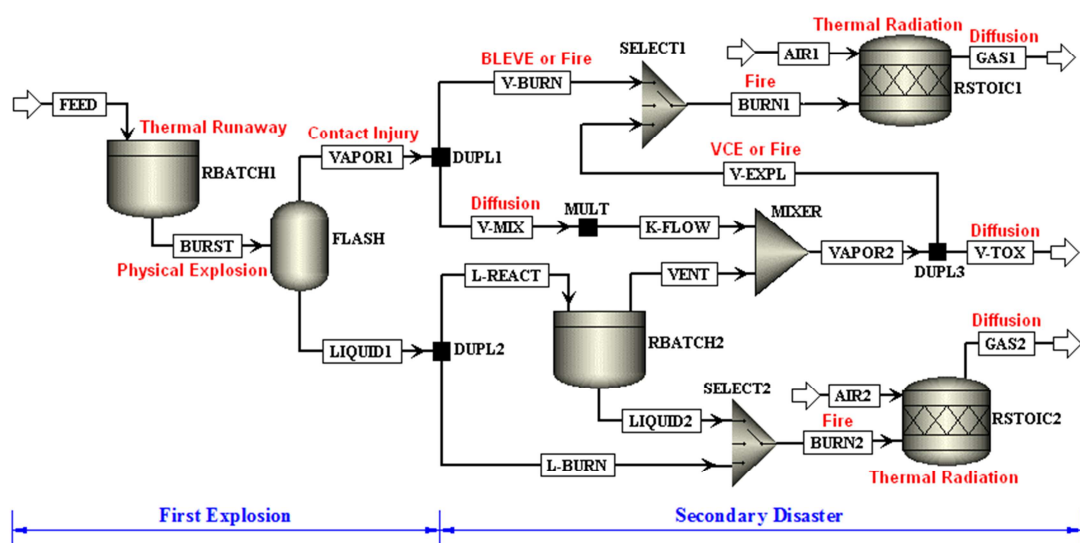 Thermal Radiation
Diffusion
SELECT1
AIR1
GAS1
BLEVE or Fire
V-BURN
RSTOIC1
Fire
BURN1
FEED
Thermal Runaway
Contact Injury
VAPOR1
DUPL1
VCE or Fire
V-EXPL
RBATCH1
Diffusion
MULT
MIXER
V-MIX
K-FLOW
FLASH
BURST
Physical Explosion
VAPOR2
Diffusion
V-TOX
DUPL3
L-REACT
VENT
LIQUID1
DUPL2
RBATCH2
Diffusion
GAS2
SELECT2
AIR2
LIQUID2
Fire
BURN2
RSTOIC2
L-BURN
Thermal Radiation
First Explosion
Secondary Disaster